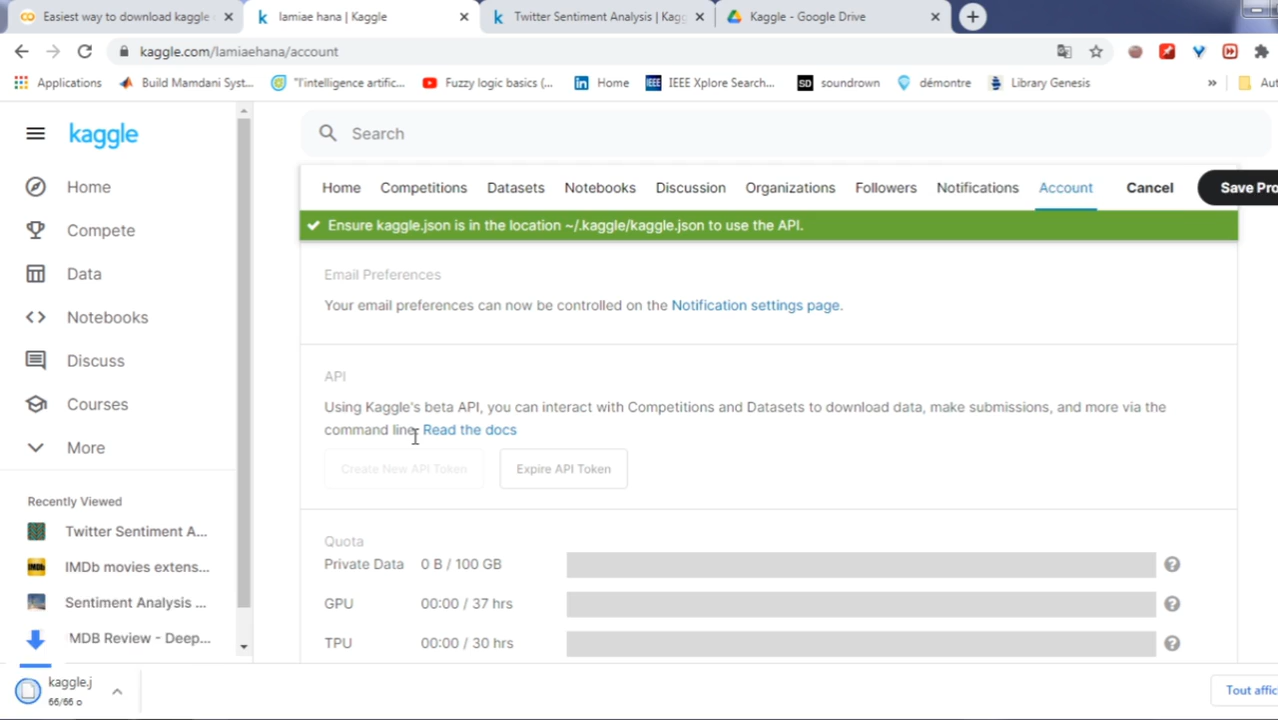 Easiest way to download kaggle
lamiae hana | Kaggle
Twitter Sentiment Analysis | Kagg
Kaggle - Google Drive
kaggle.com/lamiaehana/account
Applications
Build Mamdani Syst...
"l'intelligence artific...
Fuzzy logic basics (...
Home
IEEE Xplore Search...
soundrown
démontre
Library Genesis
»
Aut
kaggle
Search
Home
Competitions
Datasets
Notebooks
Discussion
Organizations
Followers
Notifications
Account
Cancel
Save Pro
Ensure kaggle.json is in the location ~/.kaggle/kaggle.json to use the API.
Email Preferences
Your email preferences can now be controlled on the Notification settings page.
API
Using Kaggle's beta API, you can interact with Competitions and Datasets to download data, make submissions, and more via the
command line. Read the docs
Create New API Token
Expire API Token
Quota
Private Data 0 B / 100 GB
GPU 00:00 / 37 hrs
TPU 00:00 / 30 hrs
Home
Compete
Data
Notebooks
Discuss
Courses
More
Recently Viewed
Twitter Sentiment A...
IMDb movies extens...
Sentiment Analysis ...
MDB Review - Deep...
kaggle.j
66/66 o
Tout affic